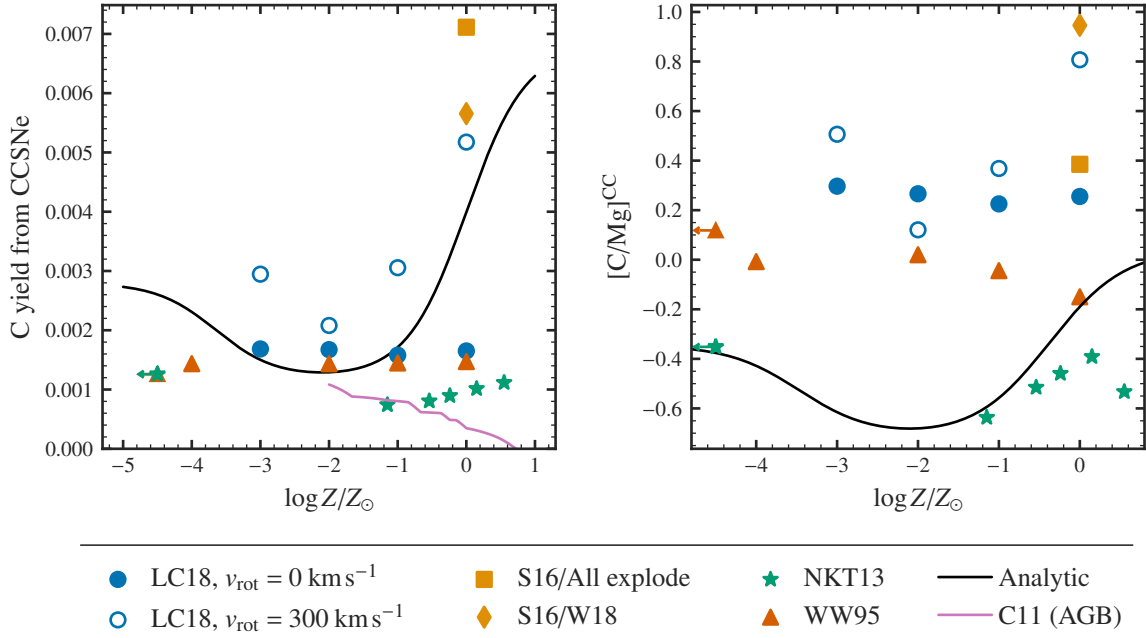 C yield from CCSNe
0.007
0.006
0.005
0.004
0.003
0.002
0.001
0.000
−5 −4 −3 −2 −1 0 1
log Z/Z⊙
[C/Mg]^CC
1.0
0.8
0.6
0.4
0.2
0.0
−0.2
−0.4
−0.6
−4 −3 −2 −1 0
log Z/Z⊙
LC18, v_rot = 0 km s⁻¹
LC18, v_rot = 300 km s⁻¹
S16/All explode
S16/W18
NKT13
WW95
Analytic
C11 (AGB)